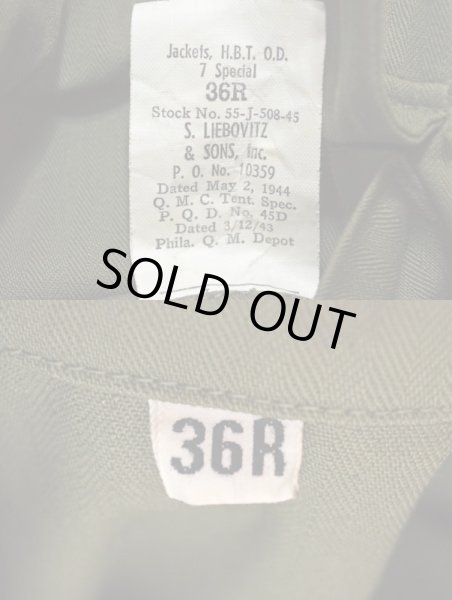 Jackets, H.B.T. O.D.
7 Special
36R
Stock No. 55-J-508-45
S. LIEBOVITZ
& SONS, Inc.
P. O. No. 10359
Dated May 2, 1944
Q. M. C. Tent. Spec.
P. Q. D. No. 45D
Dated 3/12/43
Phila. Q. M. Depot
SOLD OUT
36R